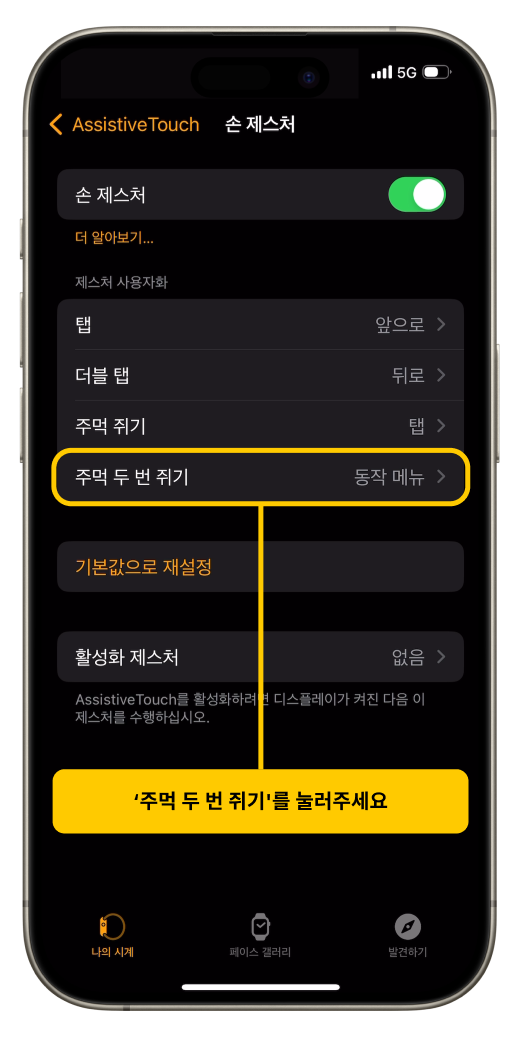 5G
AssistiveTouch 손 제스처
손 제스처
더 알아보기...
제스처 사용자화
탭 앞으로
더블 탭 뒤로
주먹 쥐기 탭
주먹 두 번 쥐기 동작 메뉴
기본값으로 재설정
활성화 제스처 없음
AssistiveTouch를 활성화하려면 디스플레이가 켜진 다음 이
제스처를 수행하십시오.
‘주먹 두 번 쥐기'를 눌러주세요
나의 시계 페이스 갤러리 발견하기